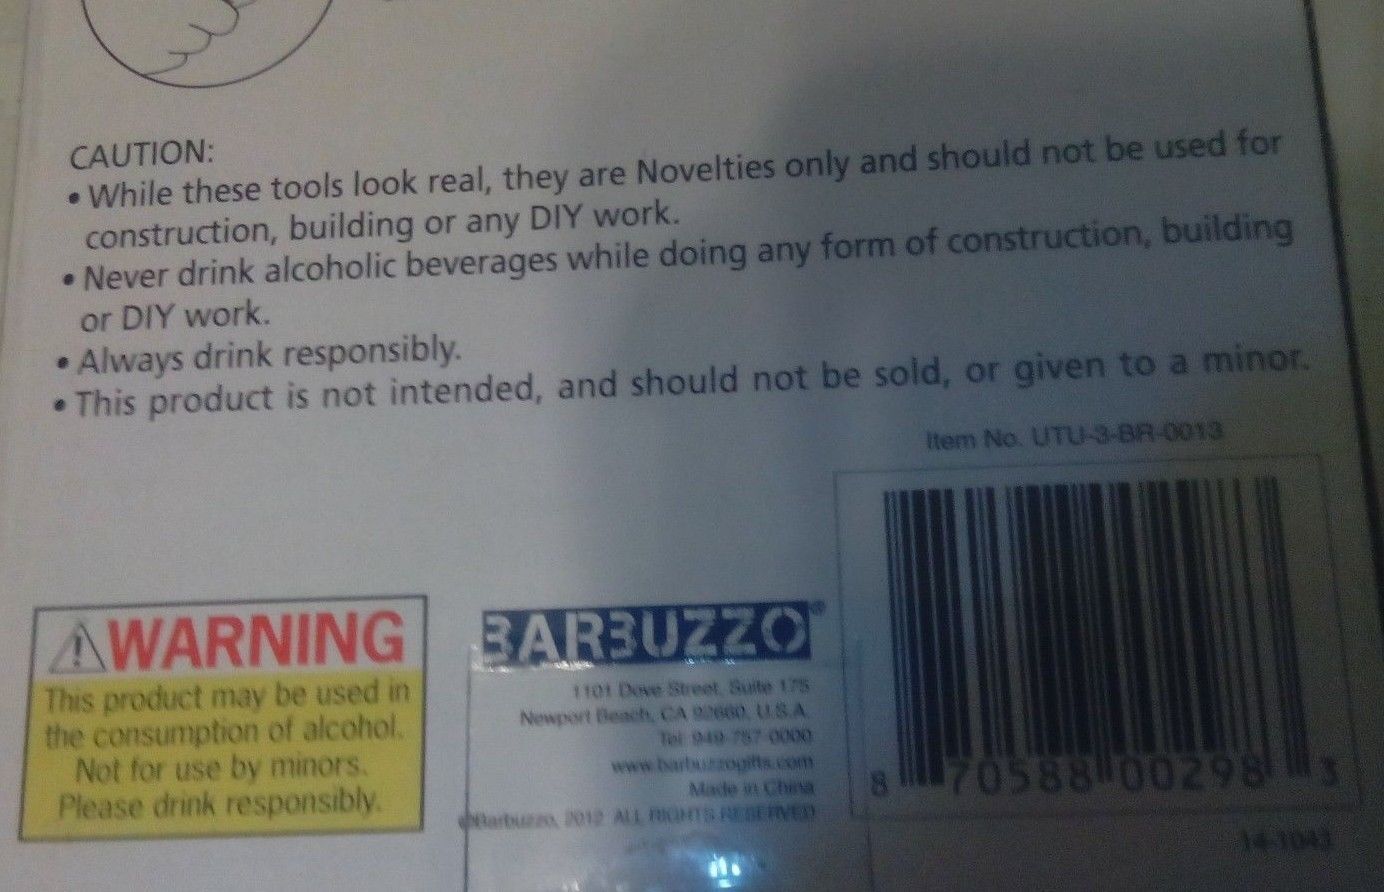 CAUTION:
• While these tools look real, they are Novelties only and should not be used for
construction, building or any DIY work.
• Never drink alcoholic beverages while doing any form of construction, building
or DIY work.
• Always drink responsibly.
• This product is not intended, and should not be sold, or given to a minor.
Item No. UTU-3-BR-0013
WARNING
This product may be used in
the consumption of alcohol.
Not for use by minors.
Please drink responsibly.
BARBUZZO®
1101 Dove Street, Suite 175
Newport Beach, CA 92660, U.S.A.
Tel: 949-757-0000
www.barbuzzogifts.com
Made in China
©Barbuzzo, 2012 ALL RIGHTS RESERVED
8 70588 00298 3
14-1043